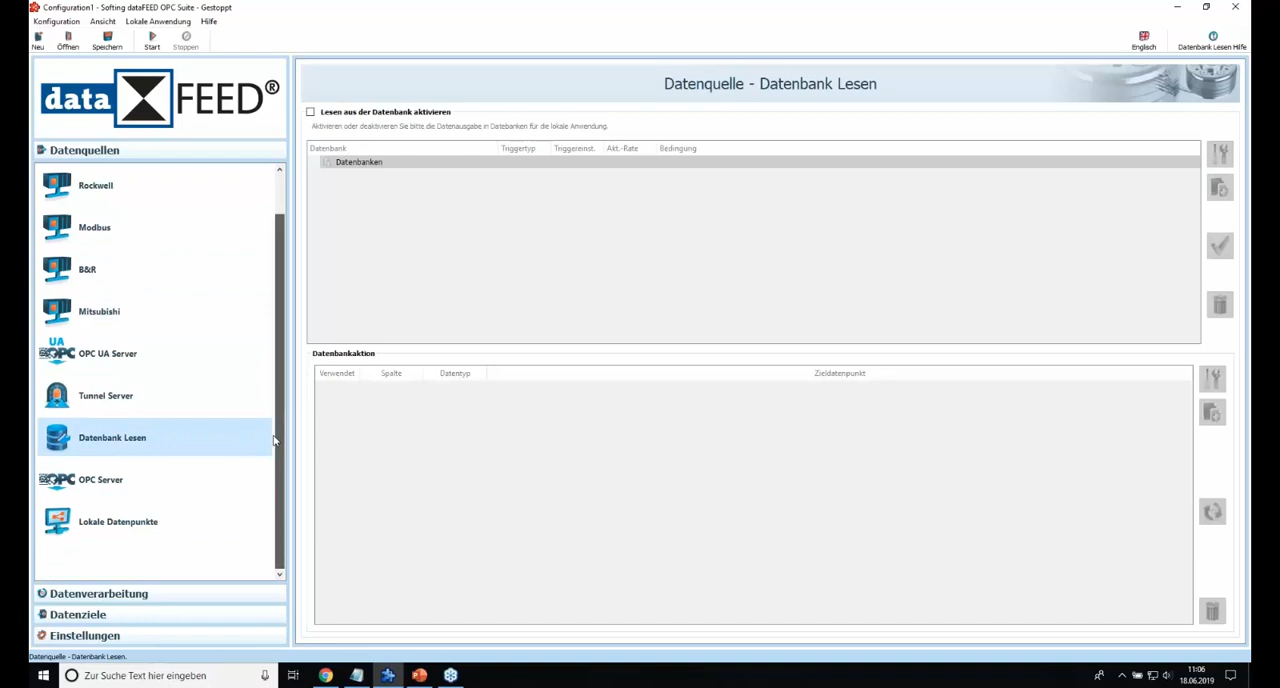 Configuration1 - Softing dataFEED OPC Suite - Gestoppt
Konfiguration Ansicht Lokale Anwendung Hilfe
Neu Öffnen Speichern Start Stoppen Englisch Datenbank Lesen Hilfe
data FEED®
Datenquelle - Datenbank Lesen
Lesen aus der Datenbank aktivieren
Aktivieren oder deaktivieren Sie bitte die Datenausgabe in Datebanken für die lokale Anwendung.
Datenquellen
Datenbank Triggertyp Triggereinst. Akt.-Rate Bedingung
Datenbanken
Rockwell
Modbus
B&R
Mitsubishi
UA
OPC OPC UA Server
Tunnel Server
Datenbank Lesen
OPC OPC Server
Lokale Datenpunkte
Datenbankaktion
Verwendet Spalte Datentyp Zieldatenpunkt
Datenverarbeitung
Datenziele
Einstellungen
Datenquelle - Datenbank Lesen.
Zur Suche Text hier eingeben
11:06
18.06.2019